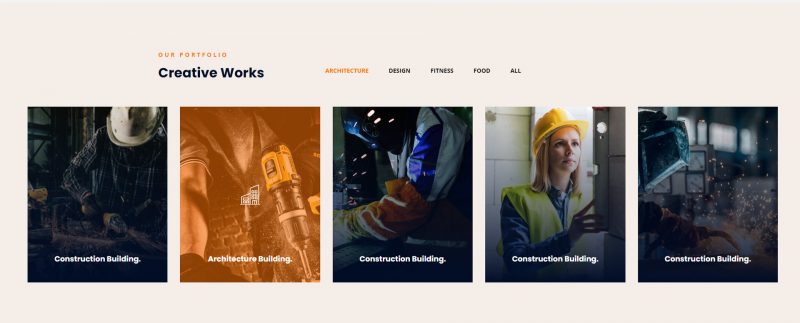 OUR PORTFOLIO
Creative Works
ARCHITECTURE DESIGN FITNESS FOOD ALL
Construction Building.
Architecture Building.
Construction Building.
Construction Building.
Construction Building.